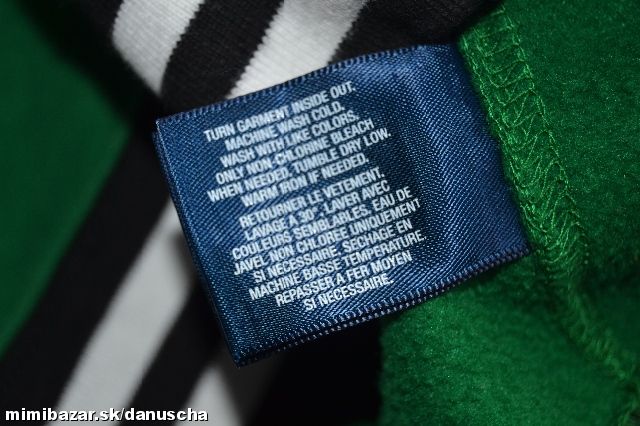 TURN GARMENT INSIDE OUT.
MACHINE WASH COLD.
WASH WITH LIKE COLORS.
ONLY NON-CHLORINE BLEACH
WHEN NEEDED. TUMBLE DRY LOW.
WARM IRON IF NEEDED.
RETOURNER LE VETEMENT.
LAVAGE A 30°. LAVER AVEC
COULEURS SEMBLABLES. EAU DE
JAVEL NON CHLOREE UNIQUEMENT
SI NECESSAIRE. SECHAGE EN
MACHINE BASSE TEMPERATURE.
REPASSER A FER MOYEN
SI NECESSAIRE.
mimibazar.sk/danuscha